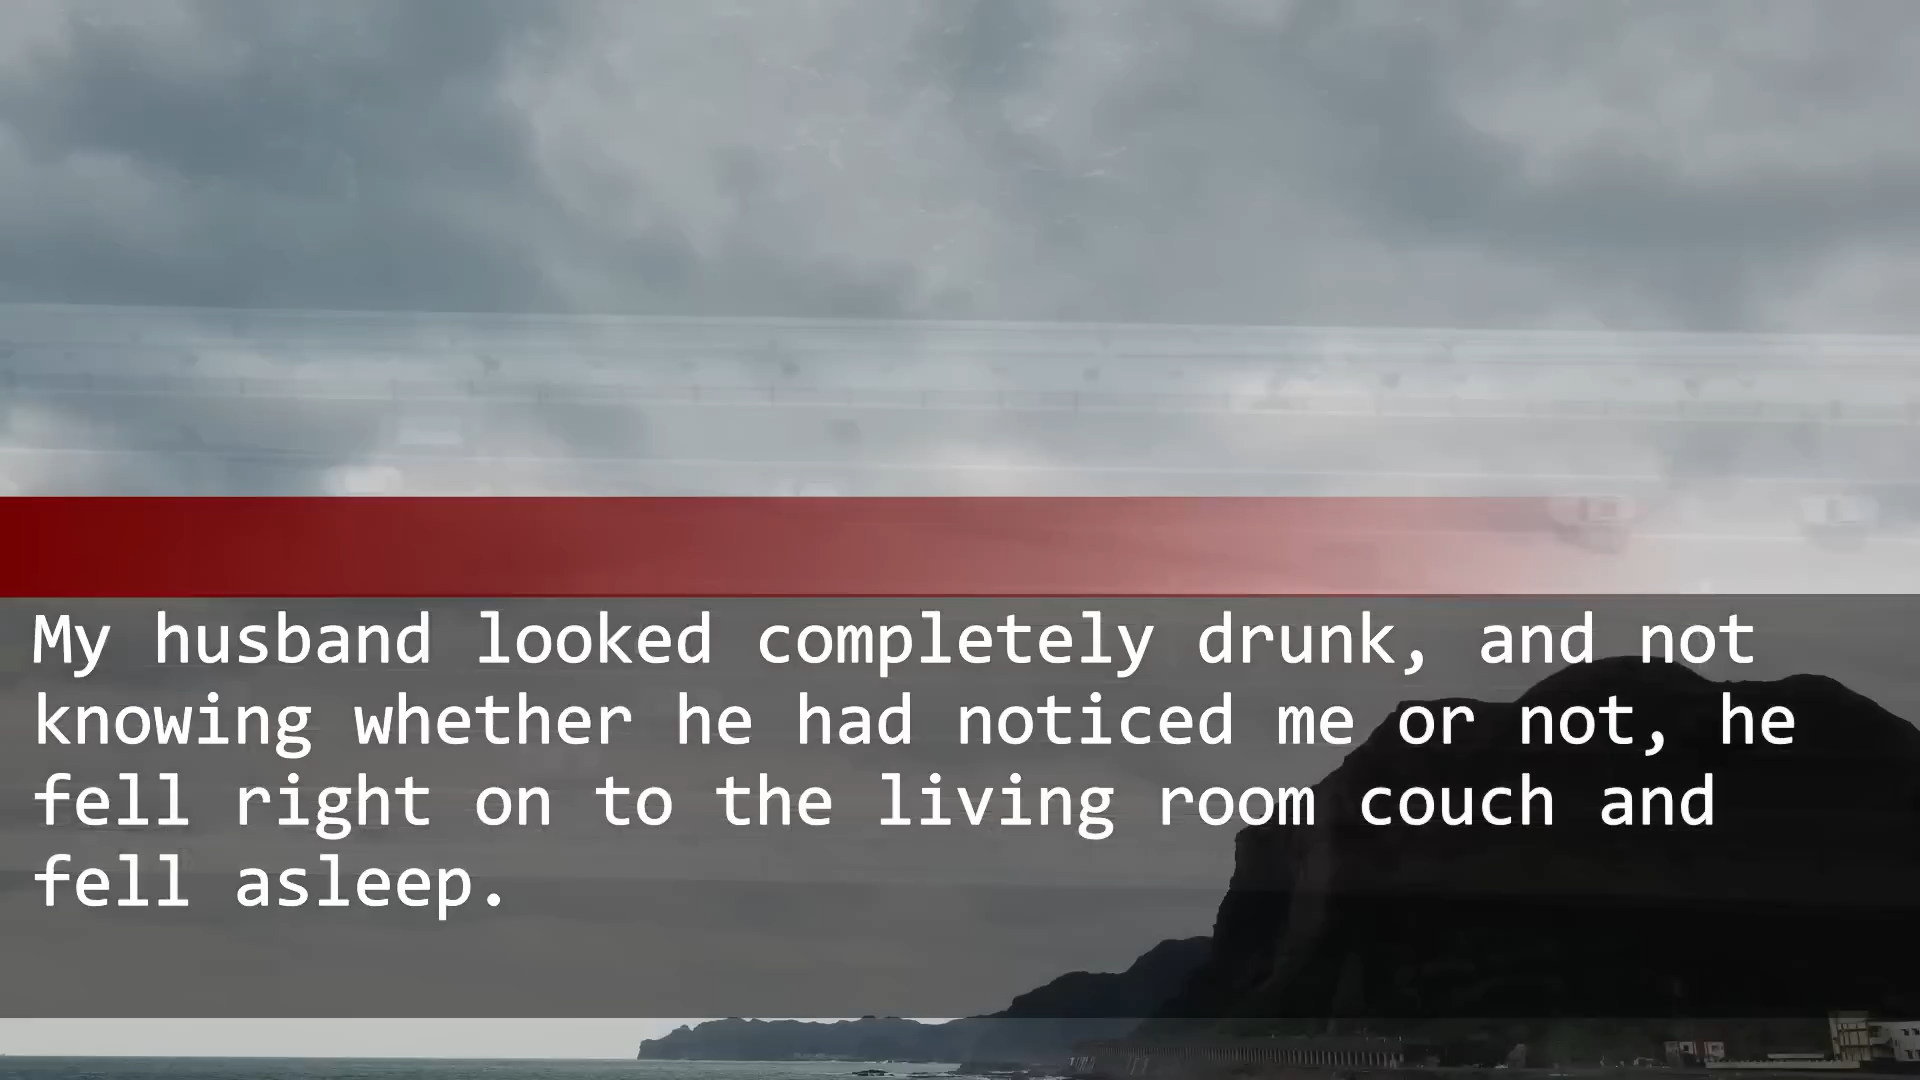 My husband looked completely drunk, and not
knowing whether he had noticed me or not, he
fell right on to the living room couch and
fell asleep.